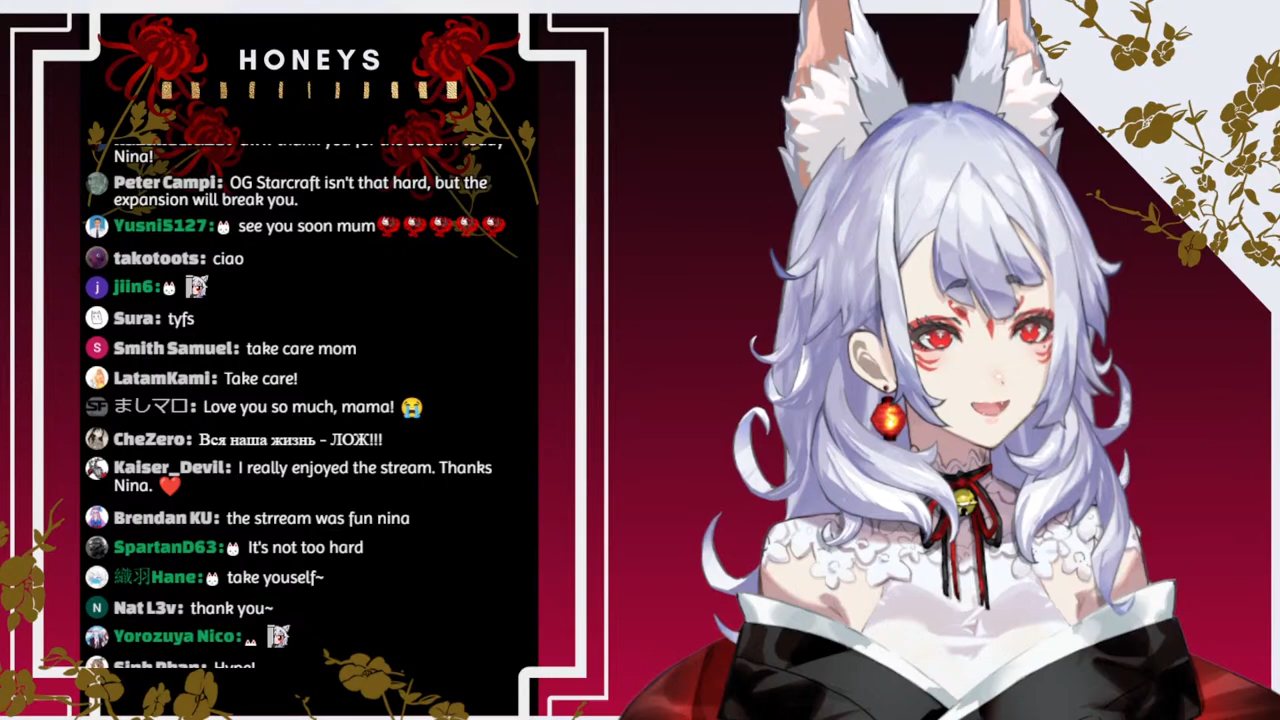 HONEYS
Nina!
Peter Campi: OG Starcraft isn't that hard, but the
expansion will break you.
Yusni5127: see you soon mum
takotoots: ciao
j jiin6:
Sura: tyfs
S Smith Samuel: take care mom
LatamKami: Take care!
SF ましマロ: Love you so much, mama! 😭
CheZero: Вся наша жизнь - ЛОЖ!!!
Kaiser_Devil: I really enjoyed the stream. Thanks
Nina. ❤️
Brendan KU: the strream was fun nina
SpartanD63: It's not too hard
織羽Hane: take youself~
N Nat L3v: thank you~
Yorozuya Nico: